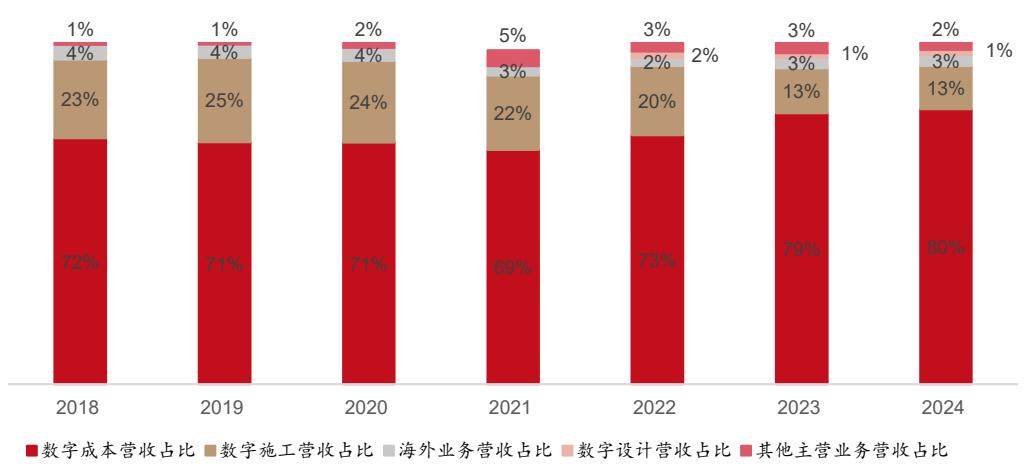 1% 1% 2% 5% 3% 3% 2%
4% 4% 4% 3% 2% 2% 3% 1% 3% 1%
23% 25% 24% 22% 20% 13% 13%
72% 71% 71% 69% 73% 79% 80%
2018 2019 2020 2021 2022 2023 2024
数字成本营收占比 数字施工营收占比 海外业务营收占比 数字设计营收占比 其他主营业务营收占比